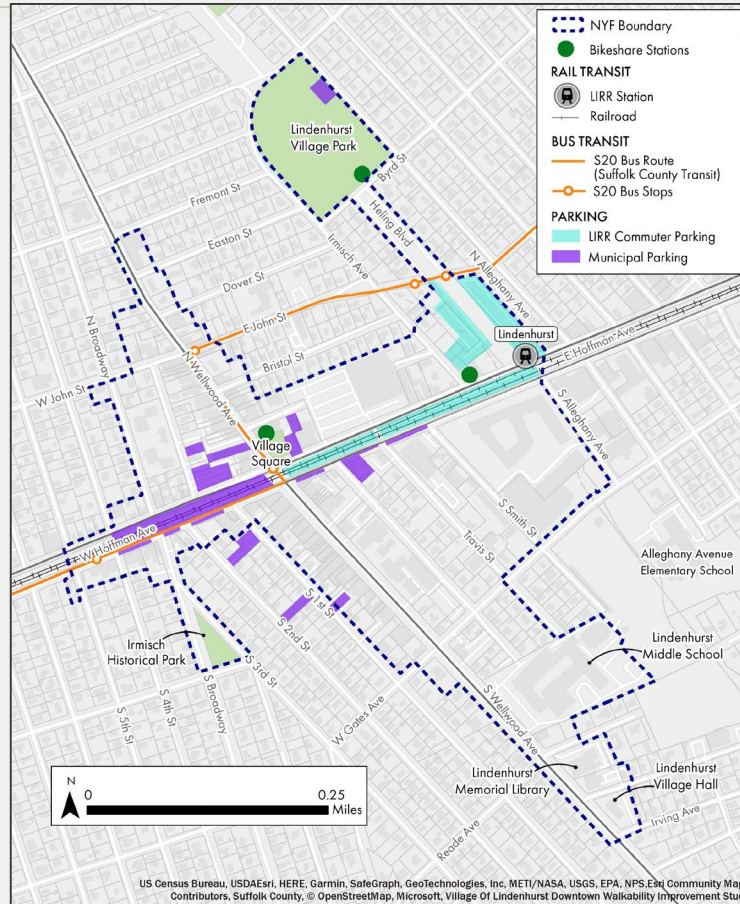 NYF Boundary
Bikeshare Stations
RAIL TRANSIT
LIRR Station
Railroad
BUS TRANSIT
S20 Bus Route
(Suffolk County Transit)
S20 Bus Stops
PARKING
LIRR Commuter Parking
Municipal Parking
Lindenhurst
Village Park
Byrd St
Fremont St
Heling Blvd
Easton St
Irmisch Ave
N Alleghany Ave
Dover St
N Broadway
E John St
Lindenhurst
E Hoffman Ave
Bristol St
N Wellwood Ave
W John St
S Alleghany Ave
Village
Square
S Smith St
W Hoffman Ave
Travis St
Alleghany Avenue
Elementary School
S 1st St
S 2nd St
Irmisch
Historical Park
Lindenhurst
Middle School
S 3rd St
S Broadway
S 4th St
S 5th St
W Gates Ave
S Wellwood Ave
Lindenhurst
Memorial Library
Lindenhurst
Village Hall
Irving Ave
Reade Ave
N
0 0.25
Miles
US Census Bureau, USDAEsri, HERE, Garmin, SafeGraph, GeoTechnologies, Inc, METI/NASA, USGS, EPA, NPS,Esri Community Map
Contributors, Suffolk County, © OpenStreetMap, Microsoft, Village Of Lindenhurst Downtown Walkability Improvement Stu